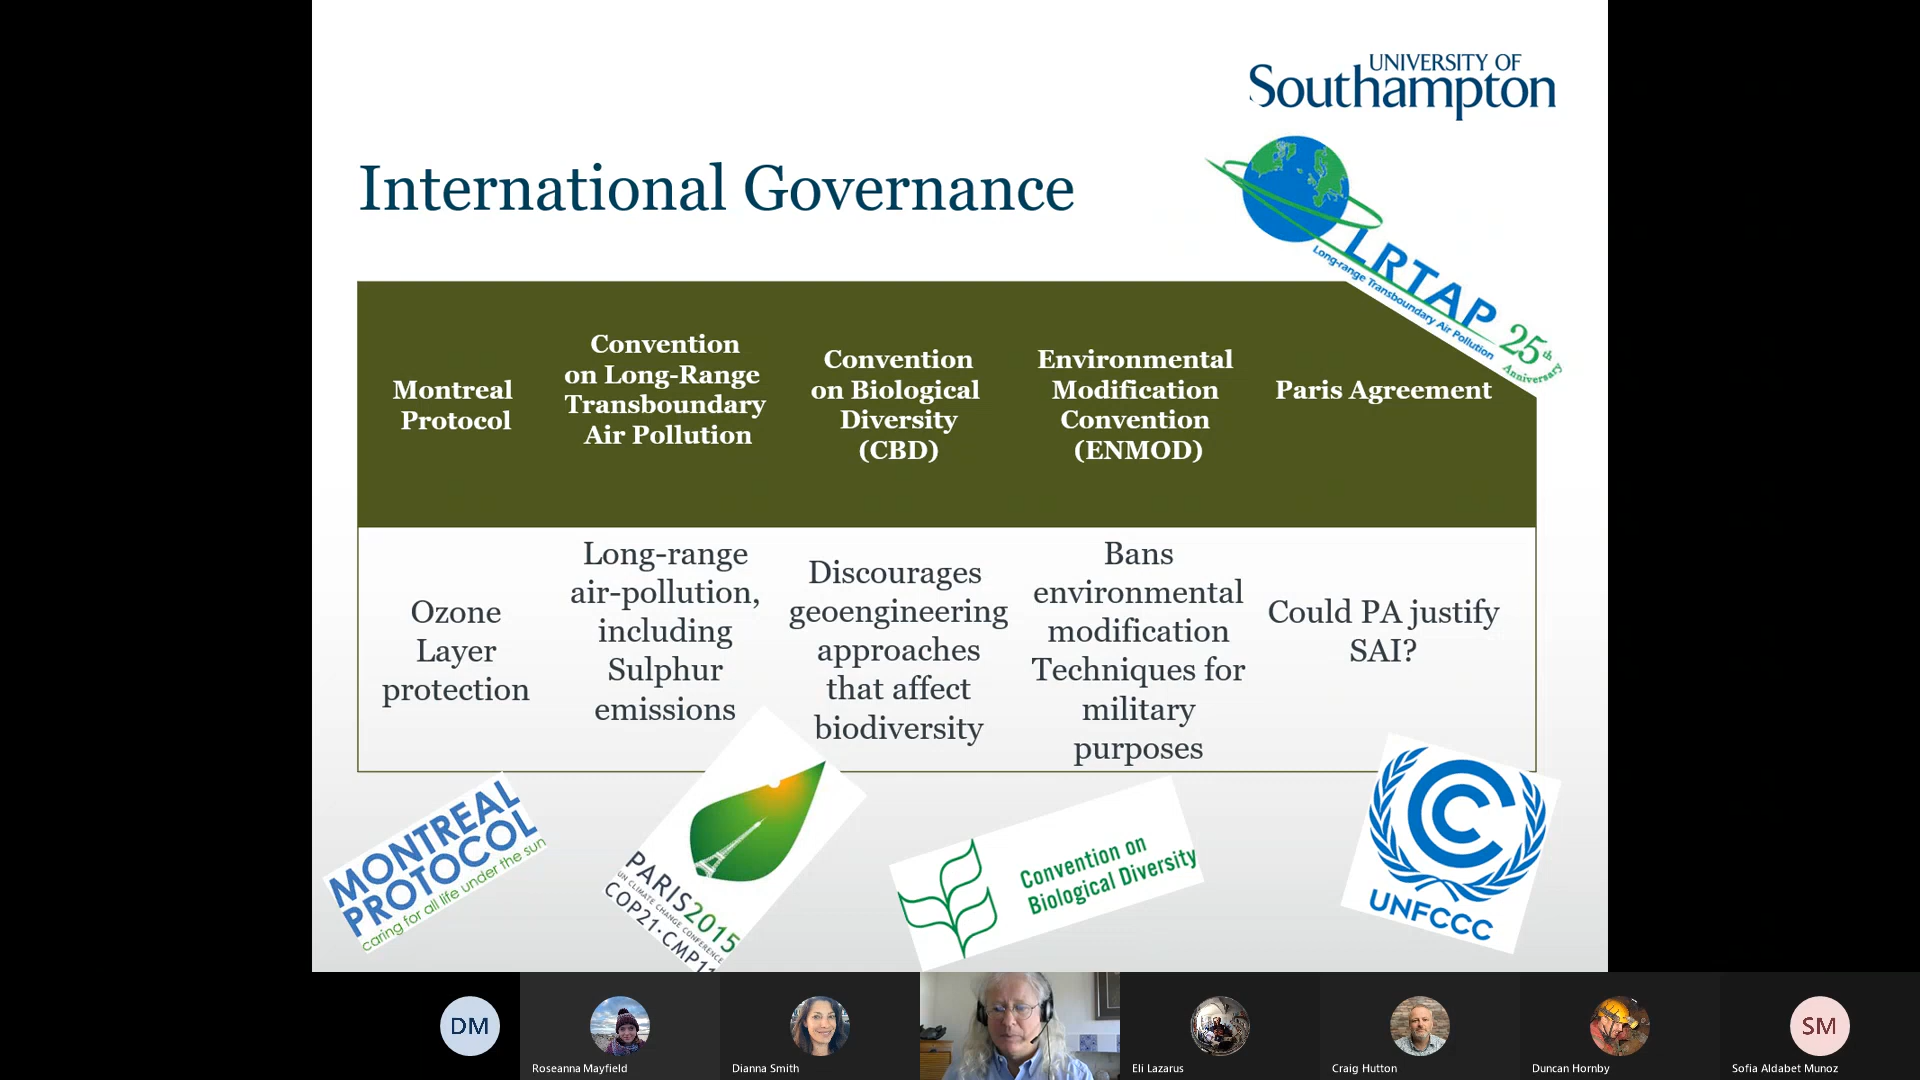 UNIVERSITY OF
Southampton
International Governance
LRTAP
Long-range Transboundary Air Pollution
25th
Anniversary
Montreal
Protocol
Convention
on Long-Range
Transboundary
Air Pollution
Convention
on Biological
Diversity
(CBD)
Environmental
Modification
Convention
(ENMOD)
Paris Agreement
Ozone
Layer
protection
Long-range
air-pollution,
including
Sulphur
emissions
Discourages
geoengineering
approaches
that affect
biodiversity
Bans
environmental
modification
Techniques for
military
purposes
Could PA justify
SAI?
MONTREAL
PROTOCOL
caring for all life under the sun
PARIS2015
UN CLIMATE CHANGE CONFERENCE
COP21·CMP11
Convention on
Biological Diversity
UNFCCC
DM
Roseanna Mayfield
Dianna Smith
Eli Lazarus
Craig Hutton
Duncan Hornby
SM
Sofia Aldabet Munoz